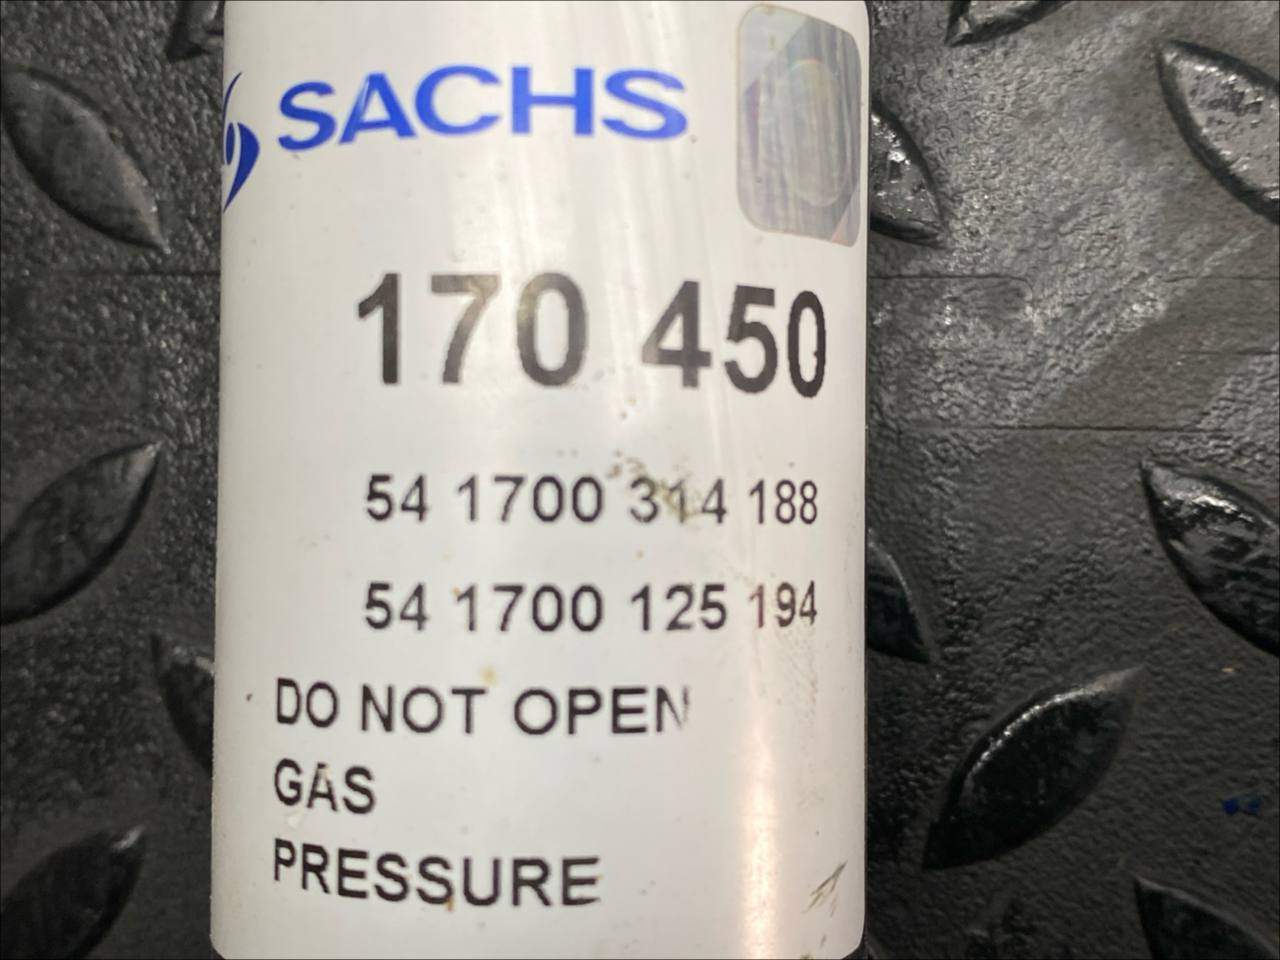 SACHS
170 450
54 1700 314 188
54 1700 125 194
DO NOT OPEN
GAS
PRESSURE